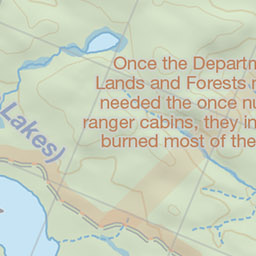 Once the Departm
Lands and Forests
needed the once nu
ranger cabins, they in
burned most of the
Lakes)